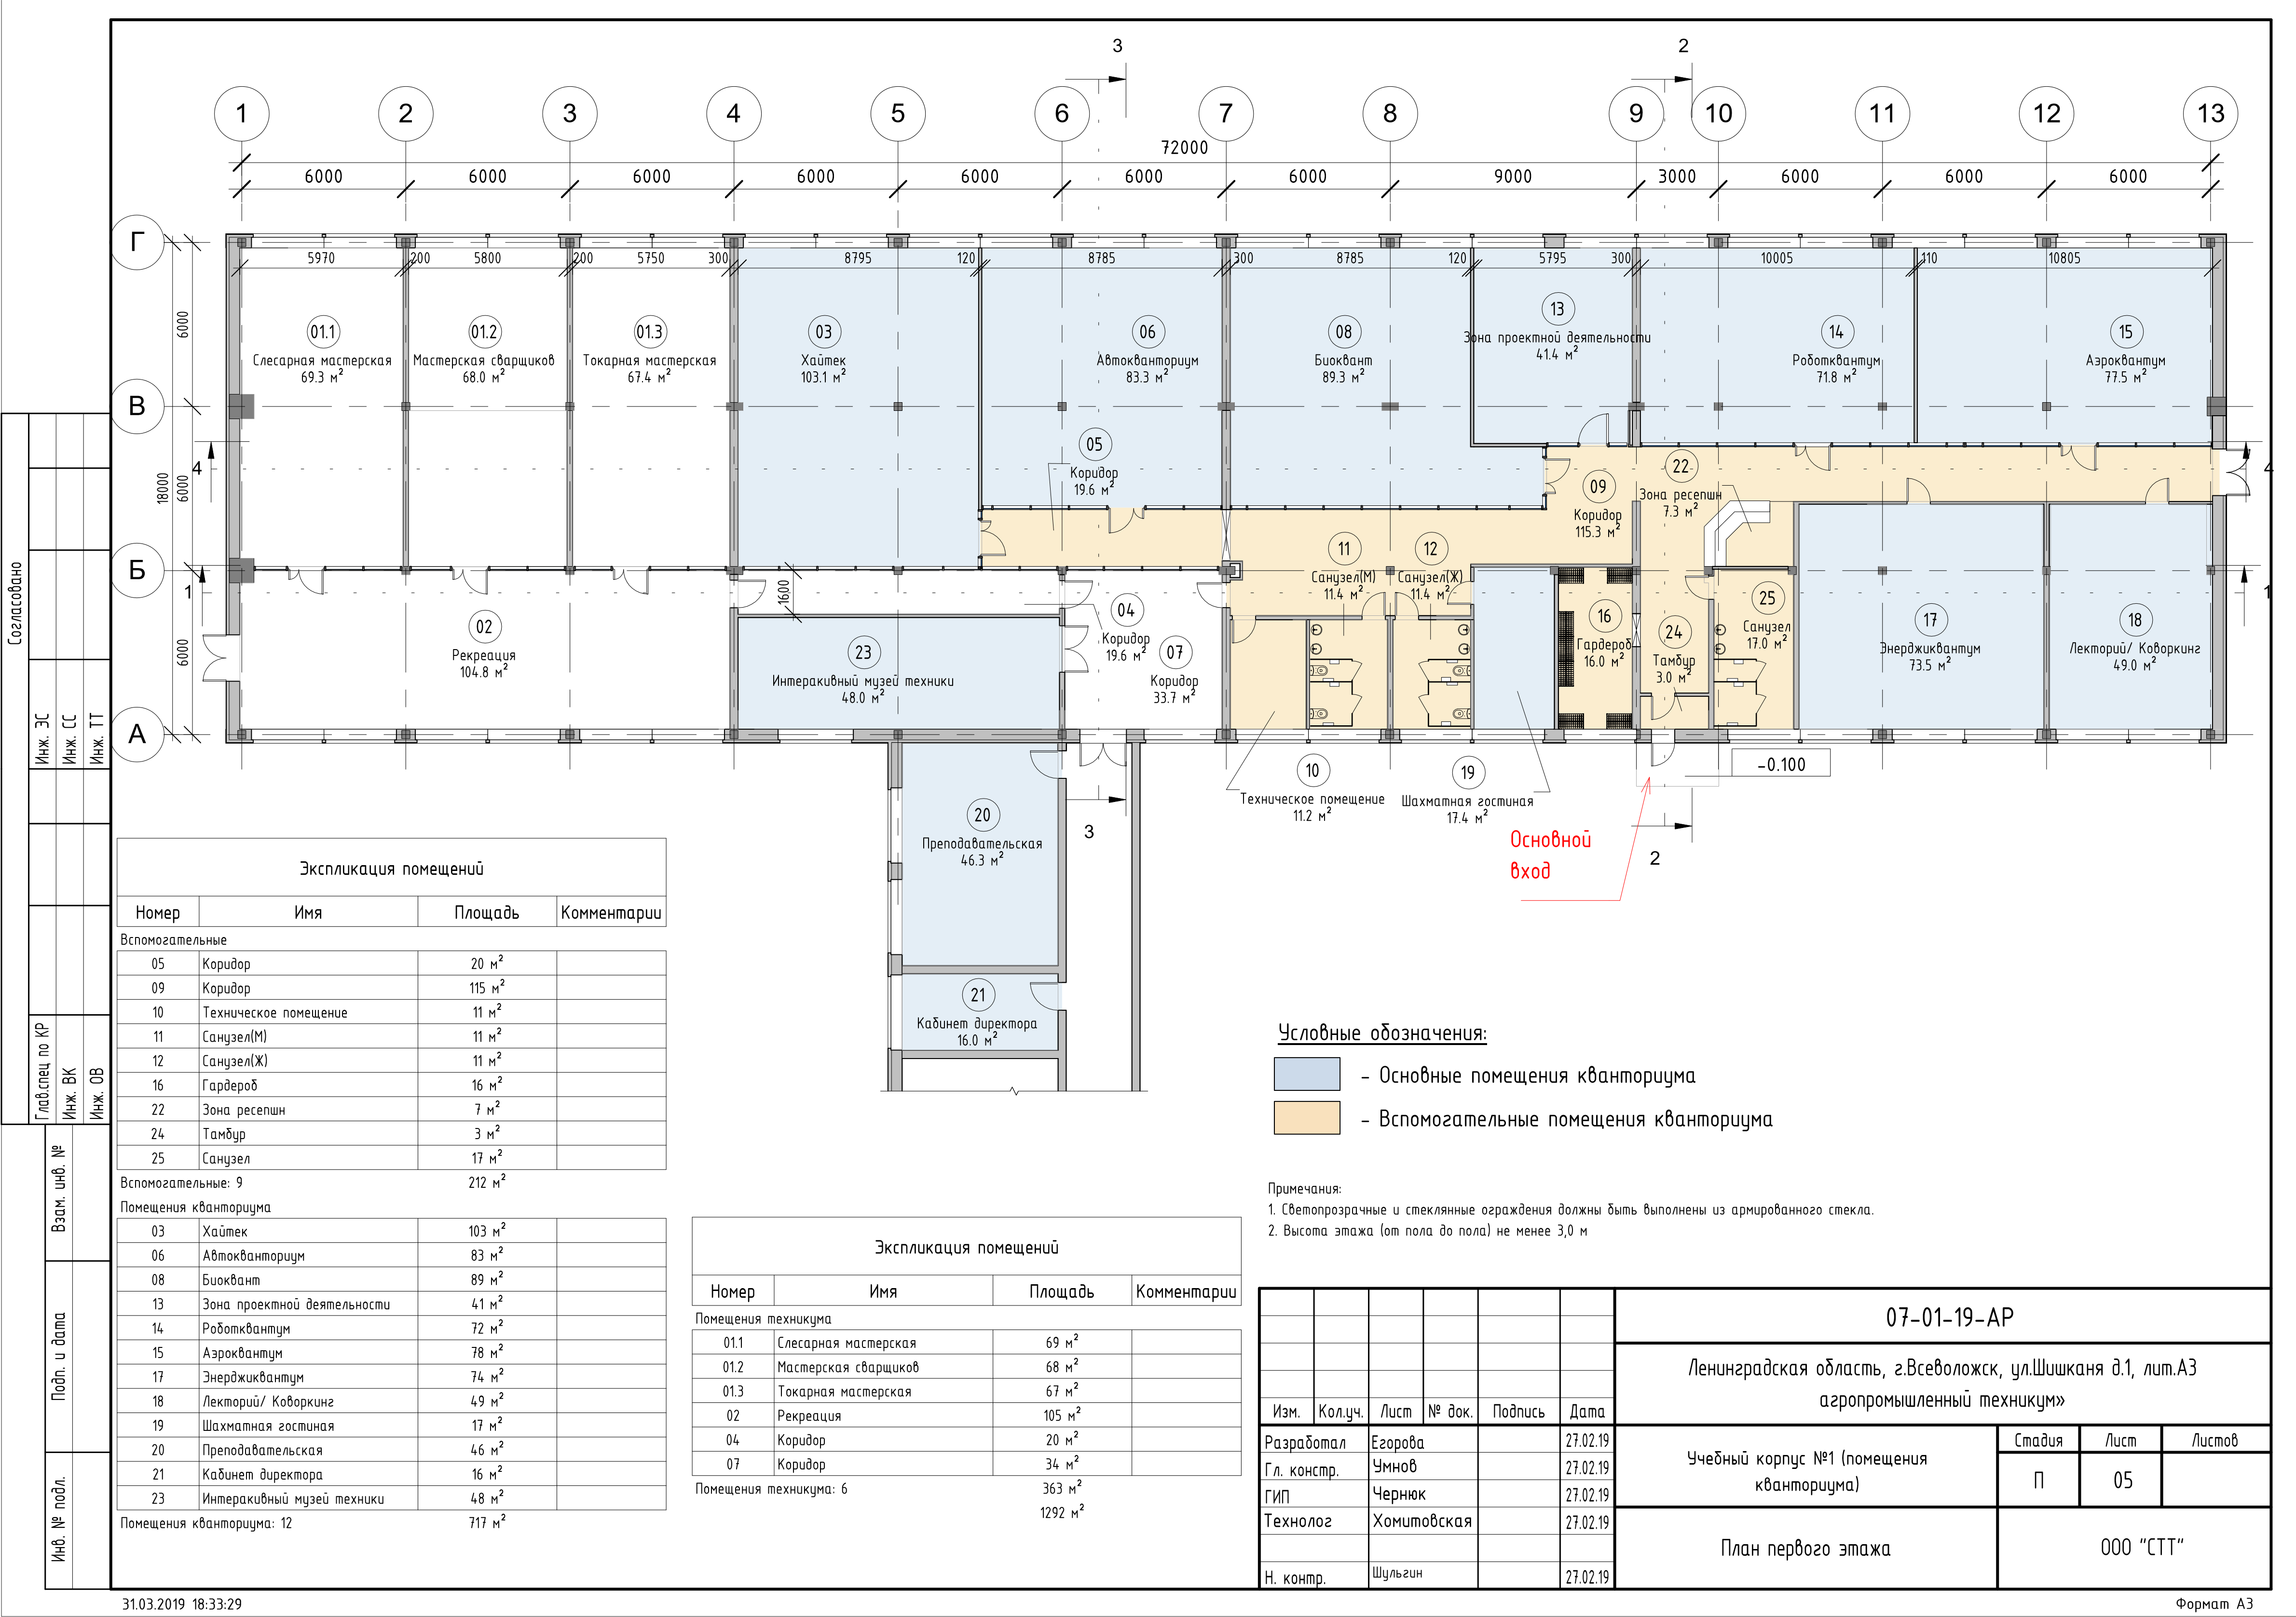 3
2
1
2
3
4
5
6
7
8
9
10
11
12
13
72000
6000
6000
6000
6000
6000
6000
6000
9000
3000
6000
6000
6000
Г
В
Б
А
5970
200
5800
200
5750
300
8795
120
8785
300
8785
120
5795
300
10005
110
10805
6000
6000
6000
18000
1600
01.1
Слесарная мастерская
69.3 м²
01.2
Мастерская сварщиков
68.0 м²
01.3
Токарная мастерская
67.4 м²
03
Хайтек
103.1 м²
06
Автокванториум
83.3 м²
08
Биоквант
89.3 м²
13
Зона проектной деятельности
41.4 м²
14
Роботквантум
71.8 м²
15
Аэроквантум
77.5 м²
05
Коридор
19.6 м²
09
Коридор
115.3 м²
22
Зона ресепшн
7.3 м²
4
4
1
1
02
Рекреация
104.8 м²
23
Интеракивный музей техники
48.0 м²
04
Коридор
19.6 м²
07
Коридор
33.7 м²
11
Санузел(М)
11.4 м²
12
Санузел(Ж)
11.4 м²
16
Гардероб
16.0 м²
24
Тамбур
3.0 м²
25
Санузел
17.0 м²
17
Энерджиквантум
73.5 м²
18
Лекторий/ Коворкинг
49.0 м²
10
Техническое помещение
11.2 м²
19
Шахматная гостиная
17.4 м²
-0.100
Основной
вход
3
2
20
Преподавательская
46.3 м²
21
Кабинет директора
16.0 м²
Согласовано
Инж. ЭС
Инж. СС
Инж. ТТ
Глав.спец по КР
Инж. ВК
Инж. ОВ
Взам. инв. №
Подп. и дата
Инв. № подл.
Экспликация помещений
Номер Имя Площадь Комментарии
Вспомогательные
05 Коридор 20 м²
09 Коридор 115 м²
10 Техническое помещение 11 м²
11 Санузел(М) 11 м²
12 Санузел(Ж) 11 м²
16 Гардероб 16 м²
22 Зона ресепшн 7 м²
24 Тамбур 3 м²
25 Санузел 17 м²
Вспомогательные: 9 212 м²
Помещения кванториума
03 Хайтек 103 м²
06 Автокванториум 83 м²
08 Биоквант 89 м²
13 Зона проектной деятельности 41 м²
14 Роботквантум 72 м²
15 Аэроквантум 78 м²
17 Энерджиквантум 74 м²
18 Лекторий/ Коворкинг 49 м²
19 Шахматная гостиная 17 м²
20 Преподавательская 46 м²
21 Кабинет директора 16 м²
23 Интеракивный музей техники 48 м²
Помещения кванториума: 12 717 м²
Экспликация помещений
Номер Имя Площадь Комментарии
Помещения техникума
01.1 Слесарная мастерская 69 м²
01.2 Мастерская сварщиков 68 м²
01.3 Токарная мастерская 67 м²
02 Рекреация 105 м²
04 Коридор 20 м²
07 Коридор 34 м²
Помещения техникума: 6 363 м²
1292 м²
Условные обозначения:
- Основные помещения кванториума
- Вспомогательные помещения кванториума
Примечания:
1. Светопрозрачные и стеклянные ограждения должны быть выполнены из армированного стекла.
2. Высота этажа (от пола до пола) не менее 3,0 м
07-01-19-АР
Ленинградская область, г.Всеволожск, ул.Шишканя д.1, лит.А3
агропромышленный техникум»
Изм. Кол.уч. Лист № док. Подпись Дата
Разработал Егорова 27.02.19
Гл. констр. Умнов 27.02.19
ГИП Чернюк 27.02.19
Технолог Хомитовская 27.02.19
Н. контр. Шульгин 27.02.19
Учебный корпус №1 (помещения
кванториума)
Стадия Лист Листов
П 05
План первого этажа
ООО "СТТ"
31.03.2019 18:33:29
Формат А3